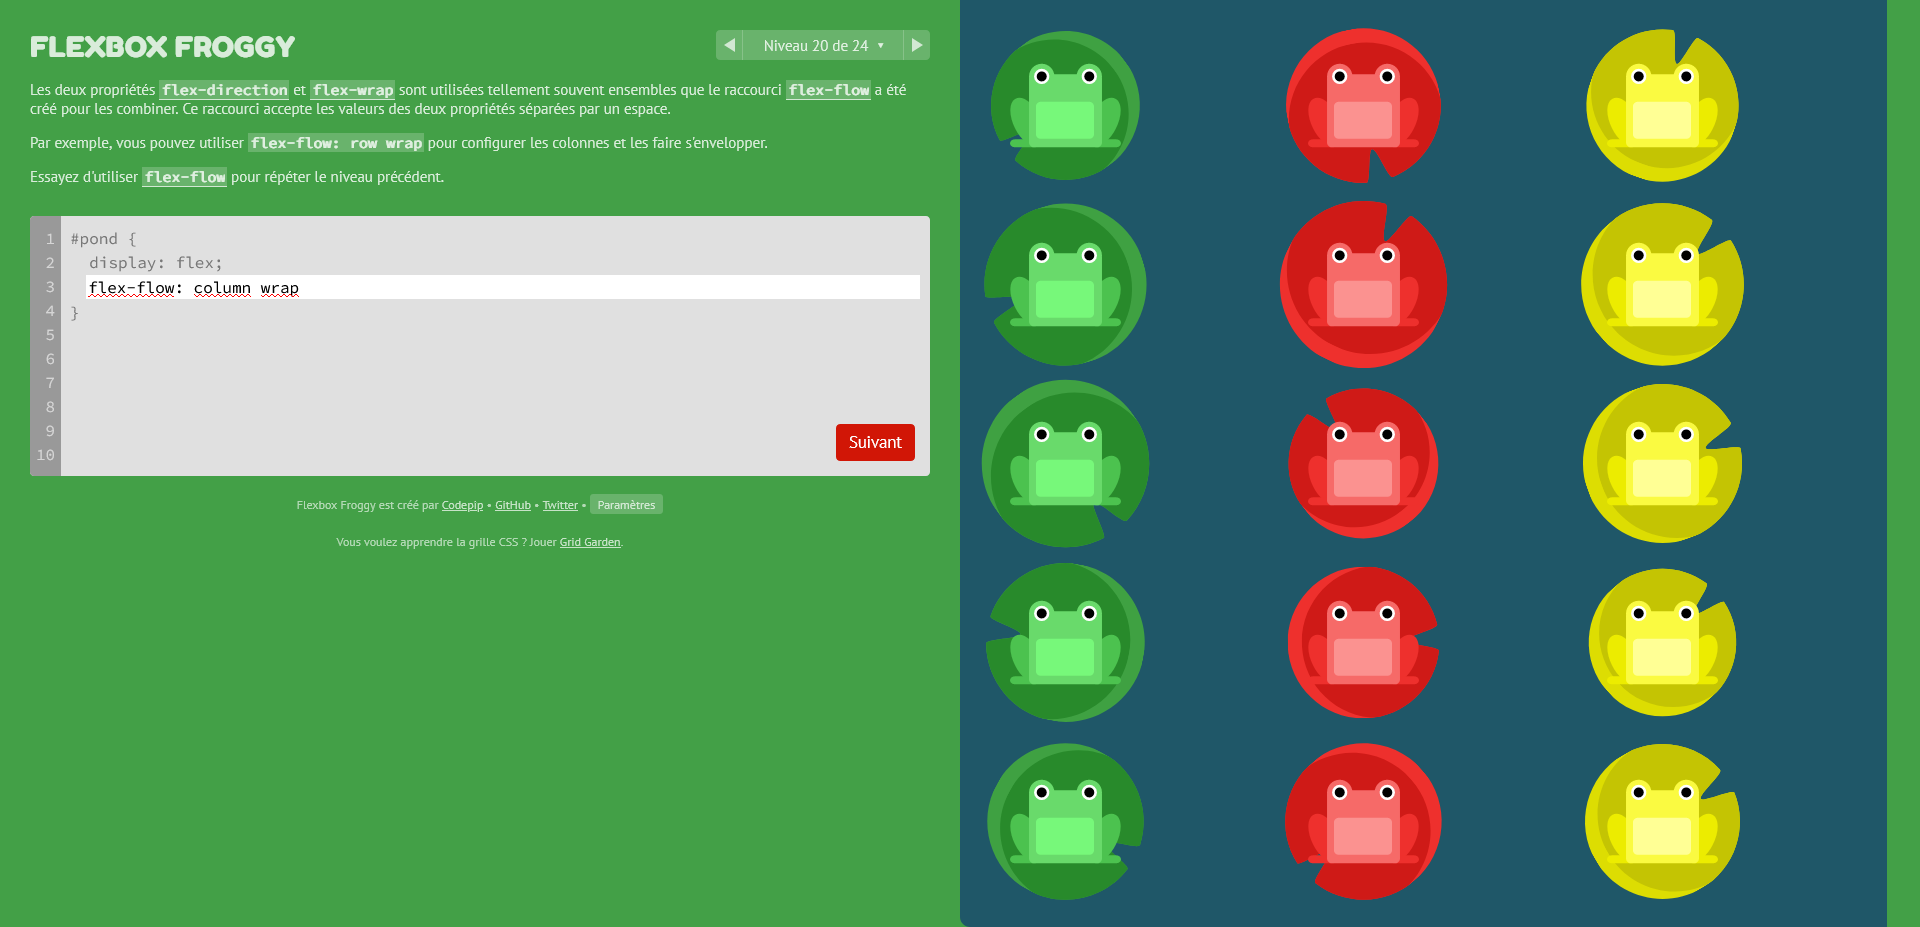 FLEXBOX FROGGY
Niveau 20 de 24 ▾
Les deux propriétés flex-direction et flex-wrap sont utilisées tellement souvent ensembles que le raccourci flex-flow a été
créé pour les combiner. Ce raccourci accepte les valeurs des deux propriétés séparées par un espace.
Par exemple, vous pouvez utiliser flex-flow: row wrap pour configurer les colonnes et les faire s'envelopper.
Essayez d'utiliser flex-flow pour répéter le niveau précédent.
1 #pond {
2 display: flex;
3 flex-flow: column wrap
4 }
5
6
7
8
9
10
Suivant
Flexbox Froggy est créé par Codepip • GitHub • Twitter • Paramètres
Vous voulez apprendre la grille CSS ? Jouer Grid Garden.